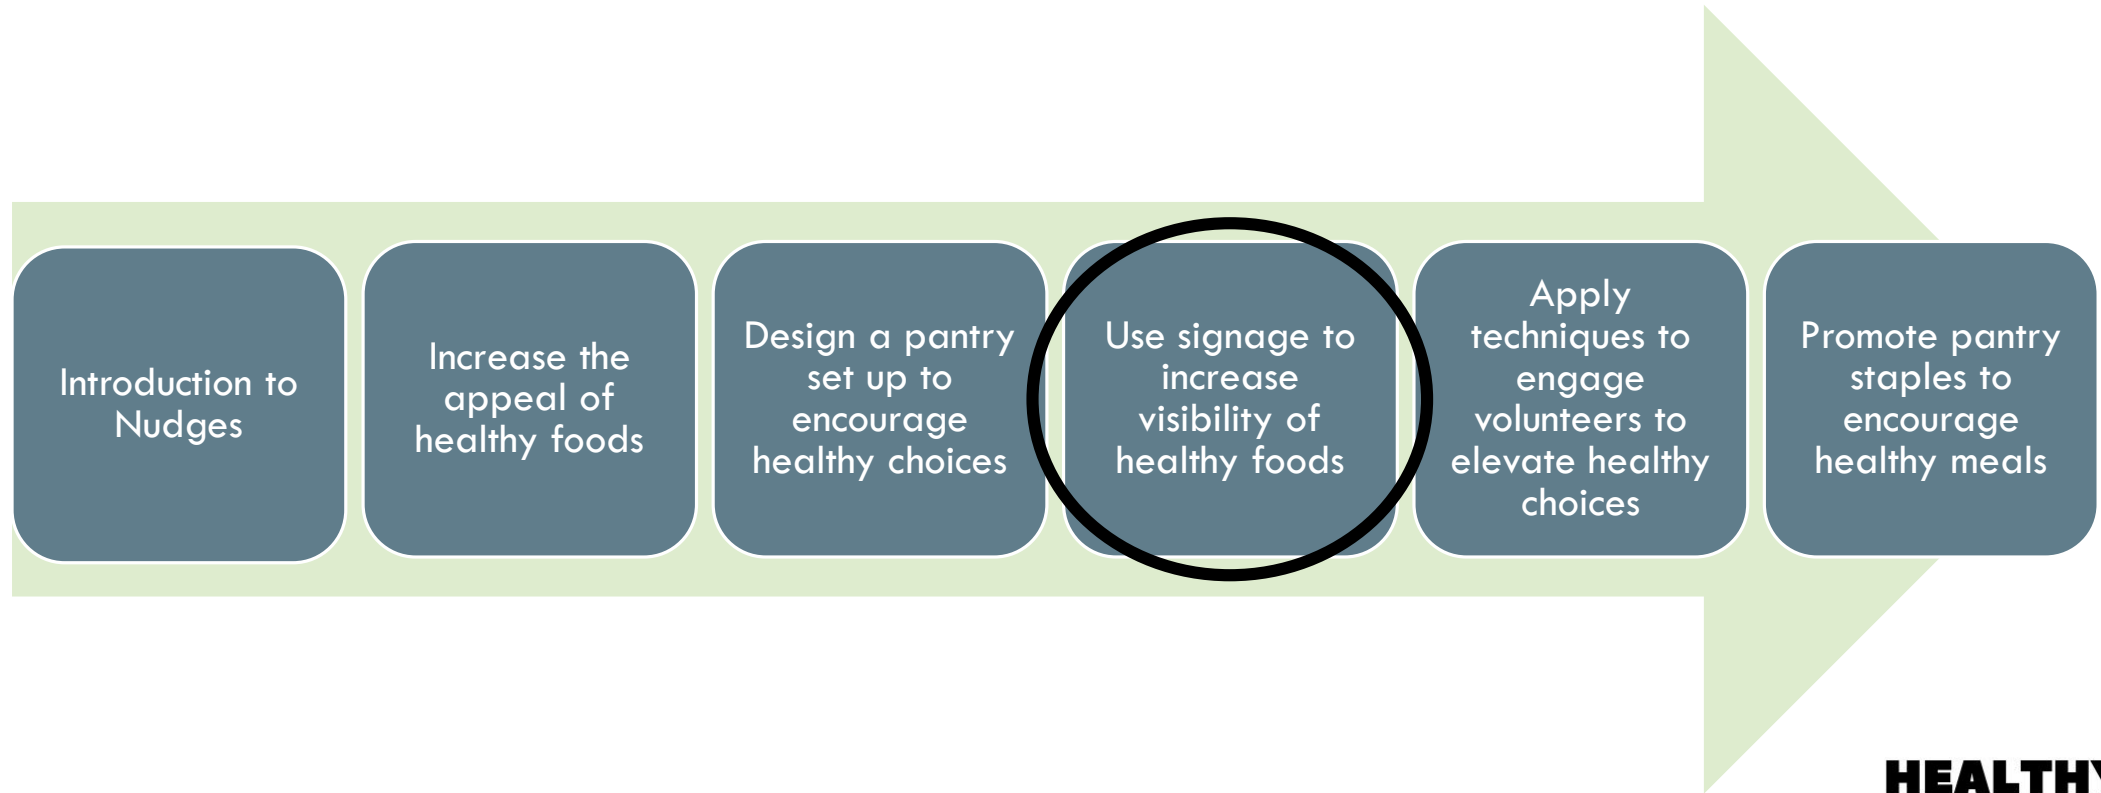 Introduction to
Nudges
Increase the
appeal of
healthy foods
Design a pantry
set up to
encourage
healthy choices
Use signage to
increase
visibility of
healthy foods
Apply
techniques to
engage
volunteers to
elevate healthy
choices
Promote pantry
staples to
encourage
healthy meals
HEALTHY